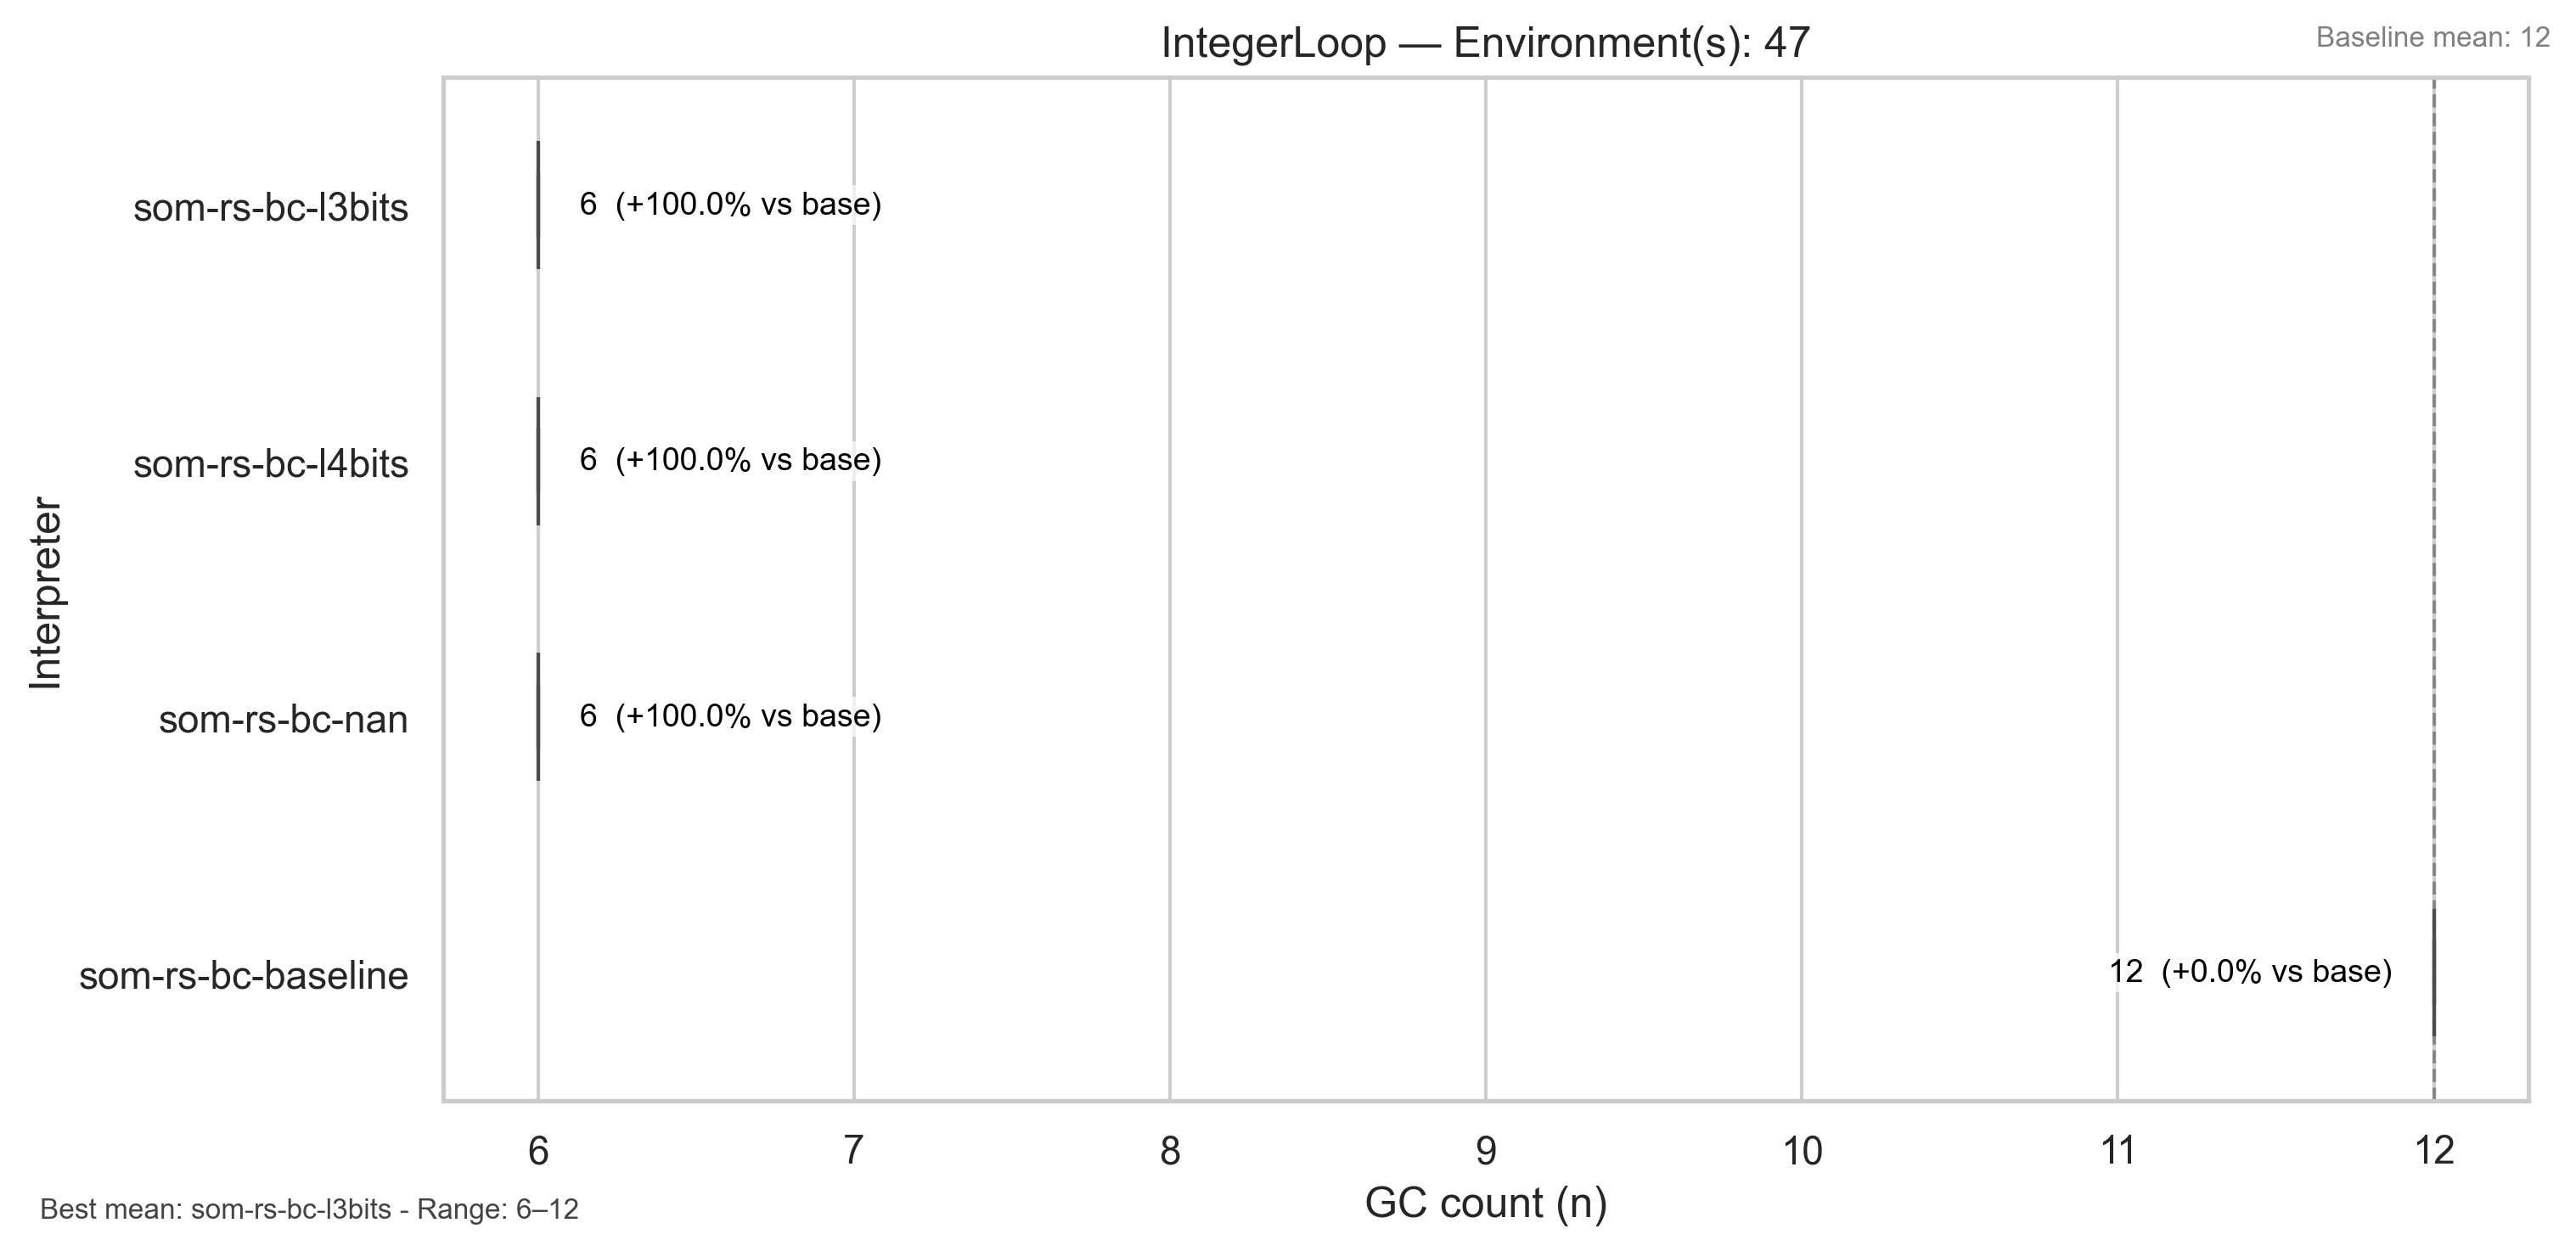 IntegerLoop — Environment(s): 47
Baseline mean: 12
Interpreter
som-rs-bc-l3bits
6 (+100.0% vs base)
som-rs-bc-l4bits
6 (+100.0% vs base)
som-rs-bc-nan
6 (+100.0% vs base)
som-rs-bc-baseline
12 (+0.0% vs base)
6 7 8 9 10 11 12
GC count (n)
Best mean: som-rs-bc-l3bits - Range: 6–12